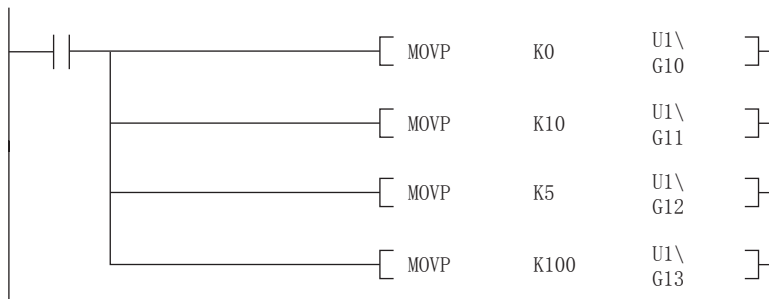 MOVP K0 U1\
G10
MOVP K10 U1\
G11
MOVP K5 U1\
G12
MOVP K100 U1\
G13